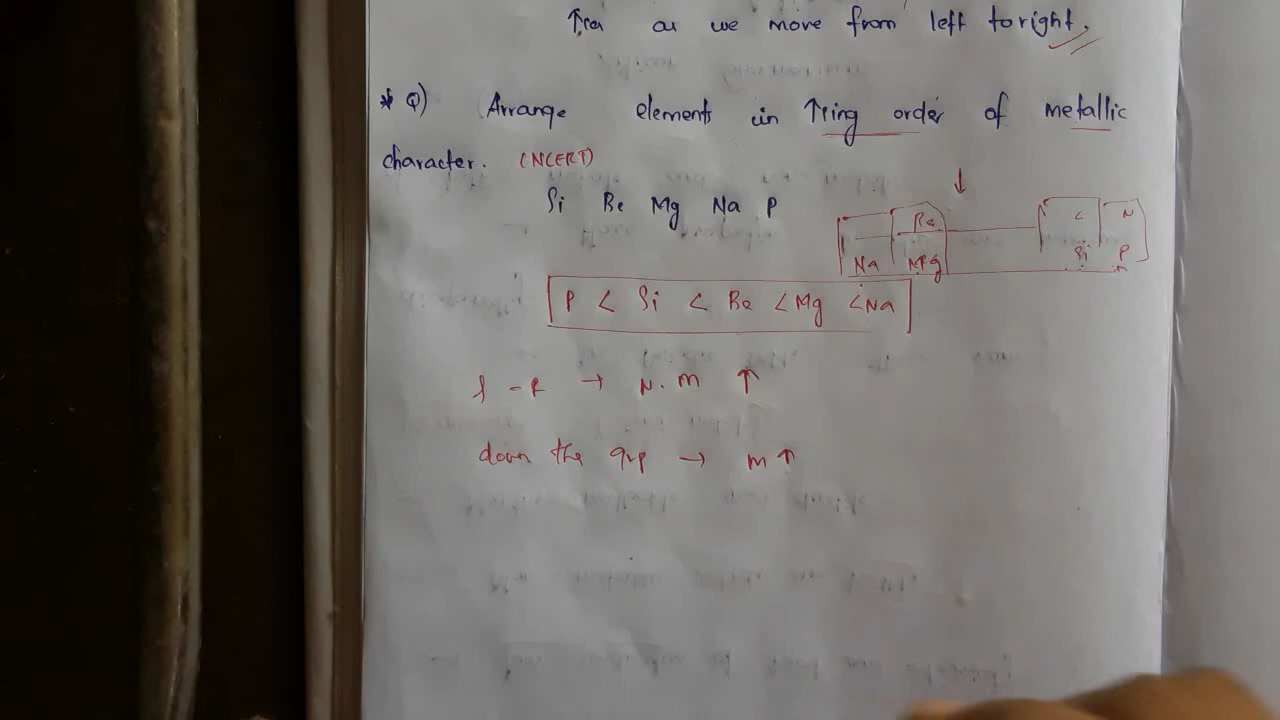 ↑ses as we move from left to right.
* Q) Arrange elements in ↑ing order of metallic
character. (NCERT)
Si Be Mg Na P
Be C N
Na Mg Si P
P < Si < Be < Mg < Na
l - R → N.M ↑
down the grp → m↑